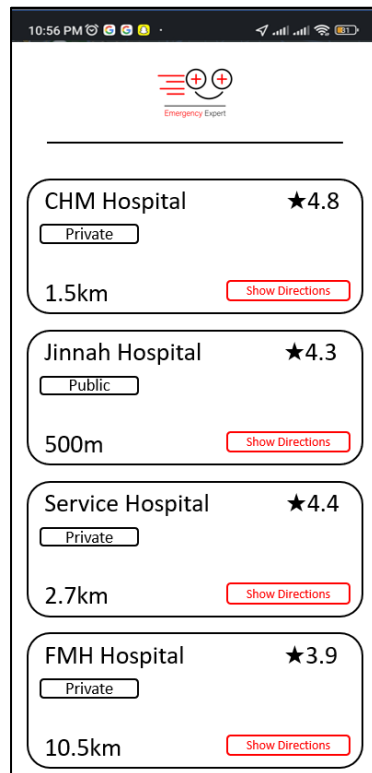 10:56 PM
81
Emergency Expert
CHM Hospital ★4.8
Private
1.5km Show Directions
Jinnah Hospital ★4.3
Public
500m Show Directions
Service Hospital ★4.4
Private
2.7km Show Directions
FMH Hospital ★3.9
Private
10.5km Show Directions